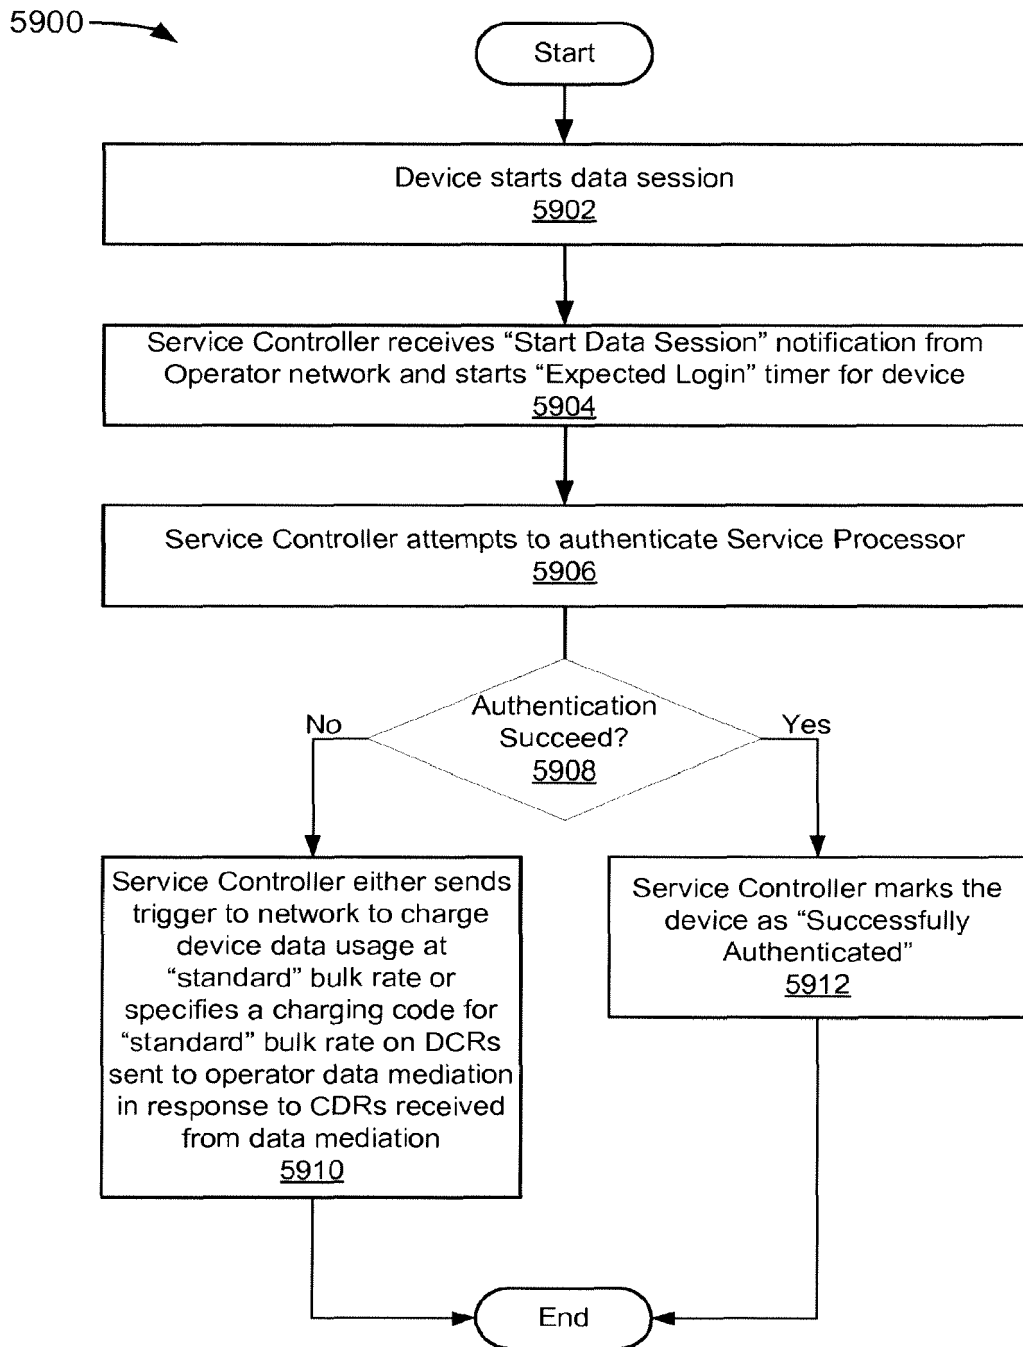 5900
Start
Device starts data session
5902
Service Controller receives “Start Data Session” notification from
Operator network and starts “Expected Login” timer for device
5904
Service Controller attempts to authenticate Service Processor
5906
Authentication
Succeed?
5908
No
Yes
Service Controller either sends
trigger to network to charge
device data usage at
“standard” bulk rate or
specifies a charging code for
“standard” bulk rate on DCRs
sent to operator data mediation
in response to CDRs received
from data mediation
5910
Service Controller marks the
device as “Successfully
Authenticated”
5912
End